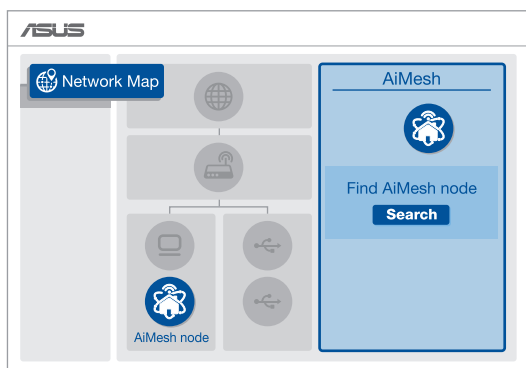 ASUS
Network Map
AiMesh
Find AiMesh node
Search
AiMesh node